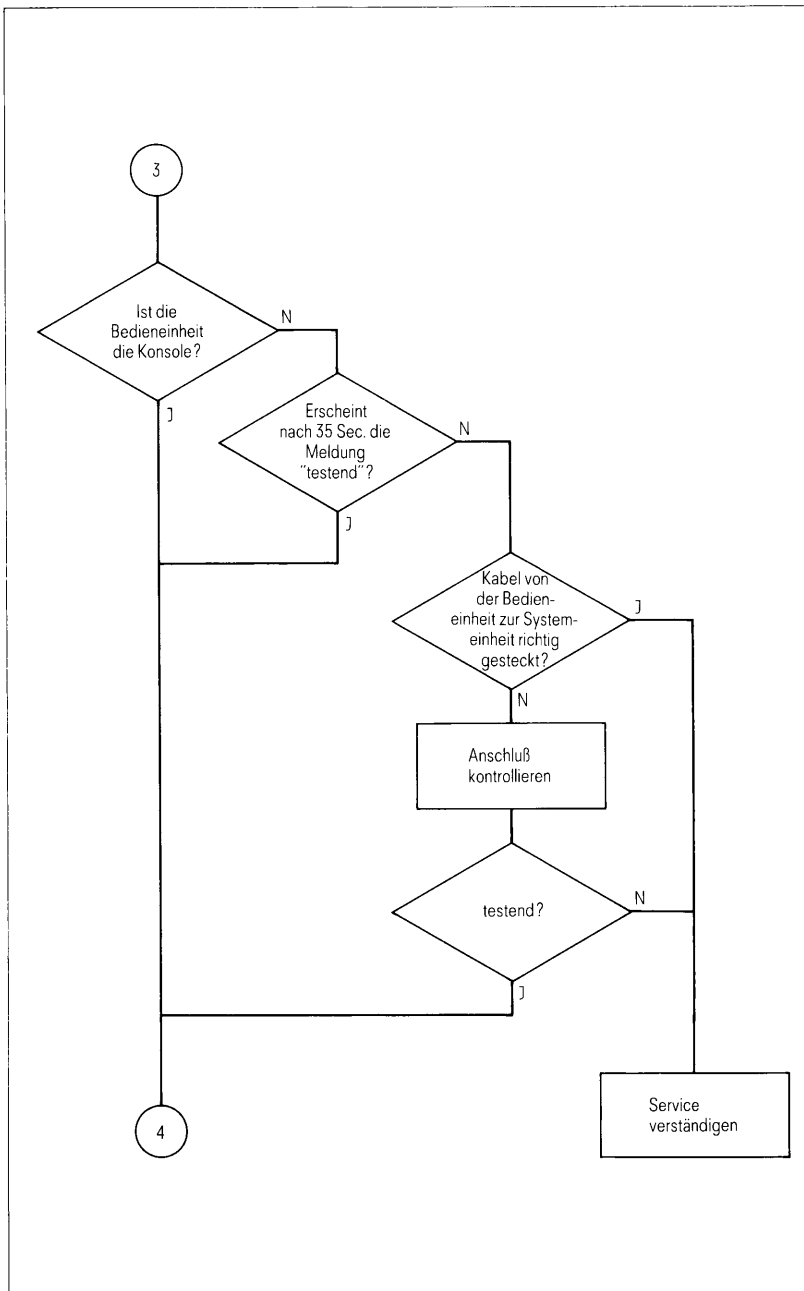 3
Ist die
Bedieneinheit
die Konsole?
N
J
Erscheint
nach 35 Sec. die
Meldung
"testend"?
N
J
Kabel von
der Bedien-
einheit zur System-
einheit richtig
gesteckt?
J
N
Anschluß
kontrollieren
testend?
N
J
Service
verständigen
4